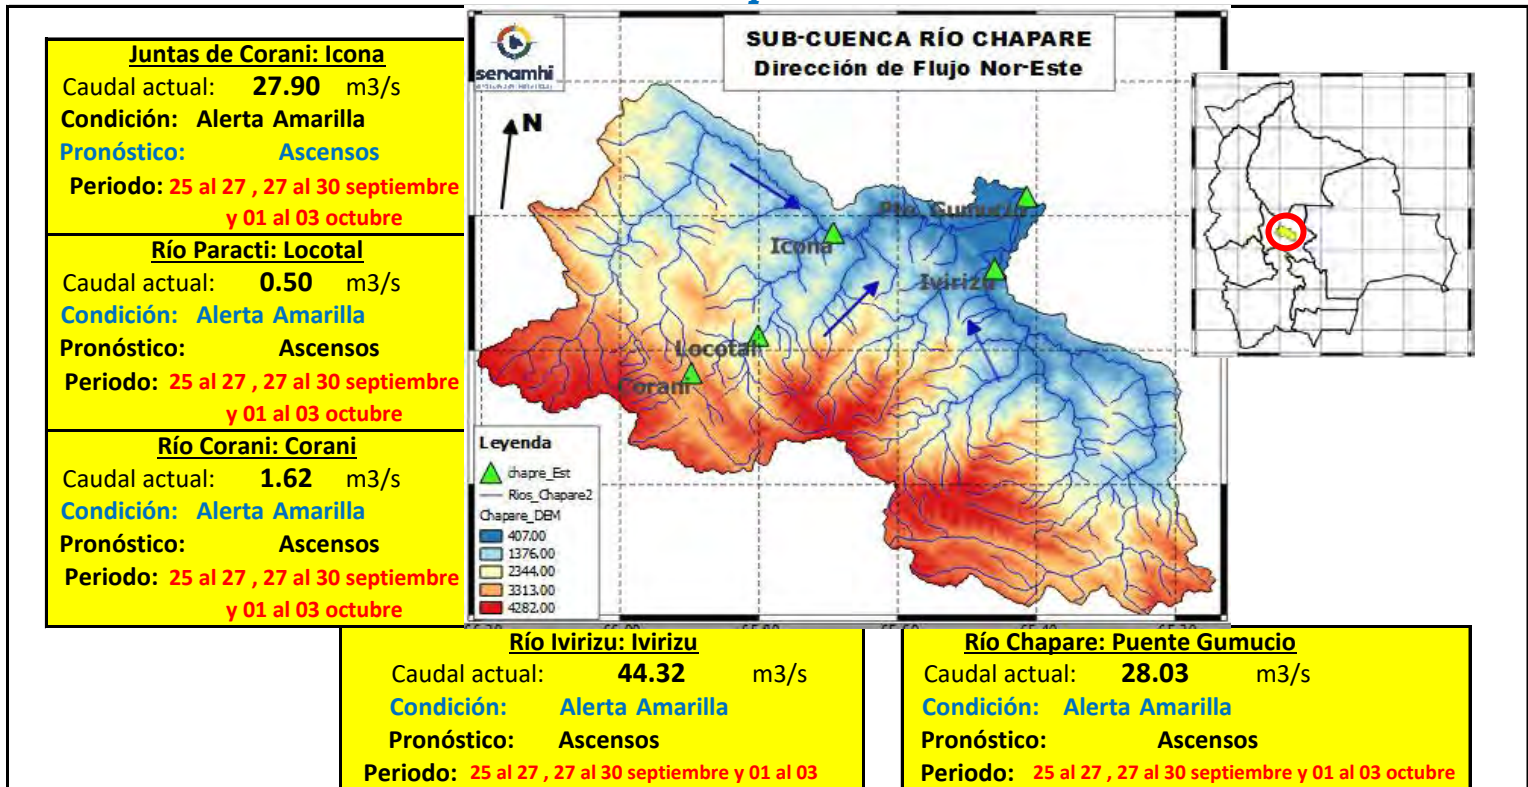 Juntas de Corani: Icona
Caudal actual: 27.90 m3/s
Condición: Alerta Amarilla
Pronóstico: Ascensos
Periodo: 25 al 27 , 27 al 30 septiembre
y 01 al 03 octubre
Río Paracti: Locotal
Caudal actual: 0.50 m3/s
Condición: Alerta Amarilla
Pronóstico: Ascensos
Periodo: 25 al 27 , 27 al 30 septiembre
y 01 al 03 octubre
Río Corani: Corani
Caudal actual: 1.62 m3/s
Condición: Alerta Amarilla
Pronóstico: Ascensos
Periodo: 25 al 27 , 27 al 30 septiembre
y 01 al 03 octubre
senamhi
SUB-CUENCA RÍO CHAPARE
Dirección de Flujo Nor-Este
N
Pto. Gumucio
Icona
Ivirizu
Locotal
Corani
Leyenda
chapre_Est
Rios_Chapare2
Chapare_DEM
407.00
1376.00
2344.00
3313.00
4282.00
Río Ivirizu: Ivirizu
Caudal actual: 44.32 m3/s
Condición: Alerta Amarilla
Pronóstico: Ascensos
Periodo: 25 al 27 , 27 al 30 septiembre y 01 al 03
Río Chapare: Puente Gumucio
Caudal actual: 28.03 m3/s
Condición: Alerta Amarilla
Pronóstico: Ascensos
Periodo: 25 al 27 , 27 al 30 septiembre y 01 al 03 octubre